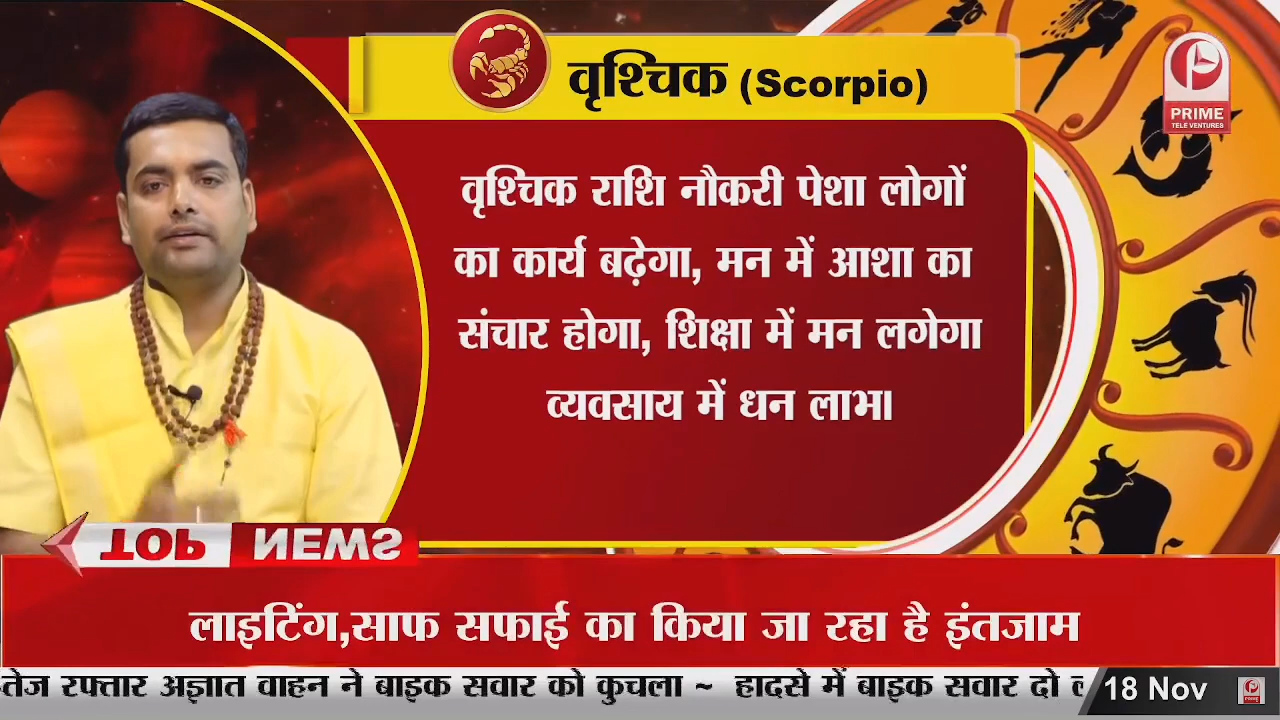 वृश्चिक (Scorpio)
PRIME
TELE VENTURES
वृश्चिक राशि नौकरी पेशा लोगों
का कार्य बढ़ेगा, मन में आशा का
संचार होगा, शिक्षा में मन लगेगा
व्यवसाय में धन लाभ।
TOP NEWS
लाइटिंग,साफ सफाई का किया जा रहा है इंतजाम
तेज रफ्तार अज्ञात वाहन ने बाइक सवार को कुचला ~ हादसे में बाइक सवार दो
18 Nov
PRIME